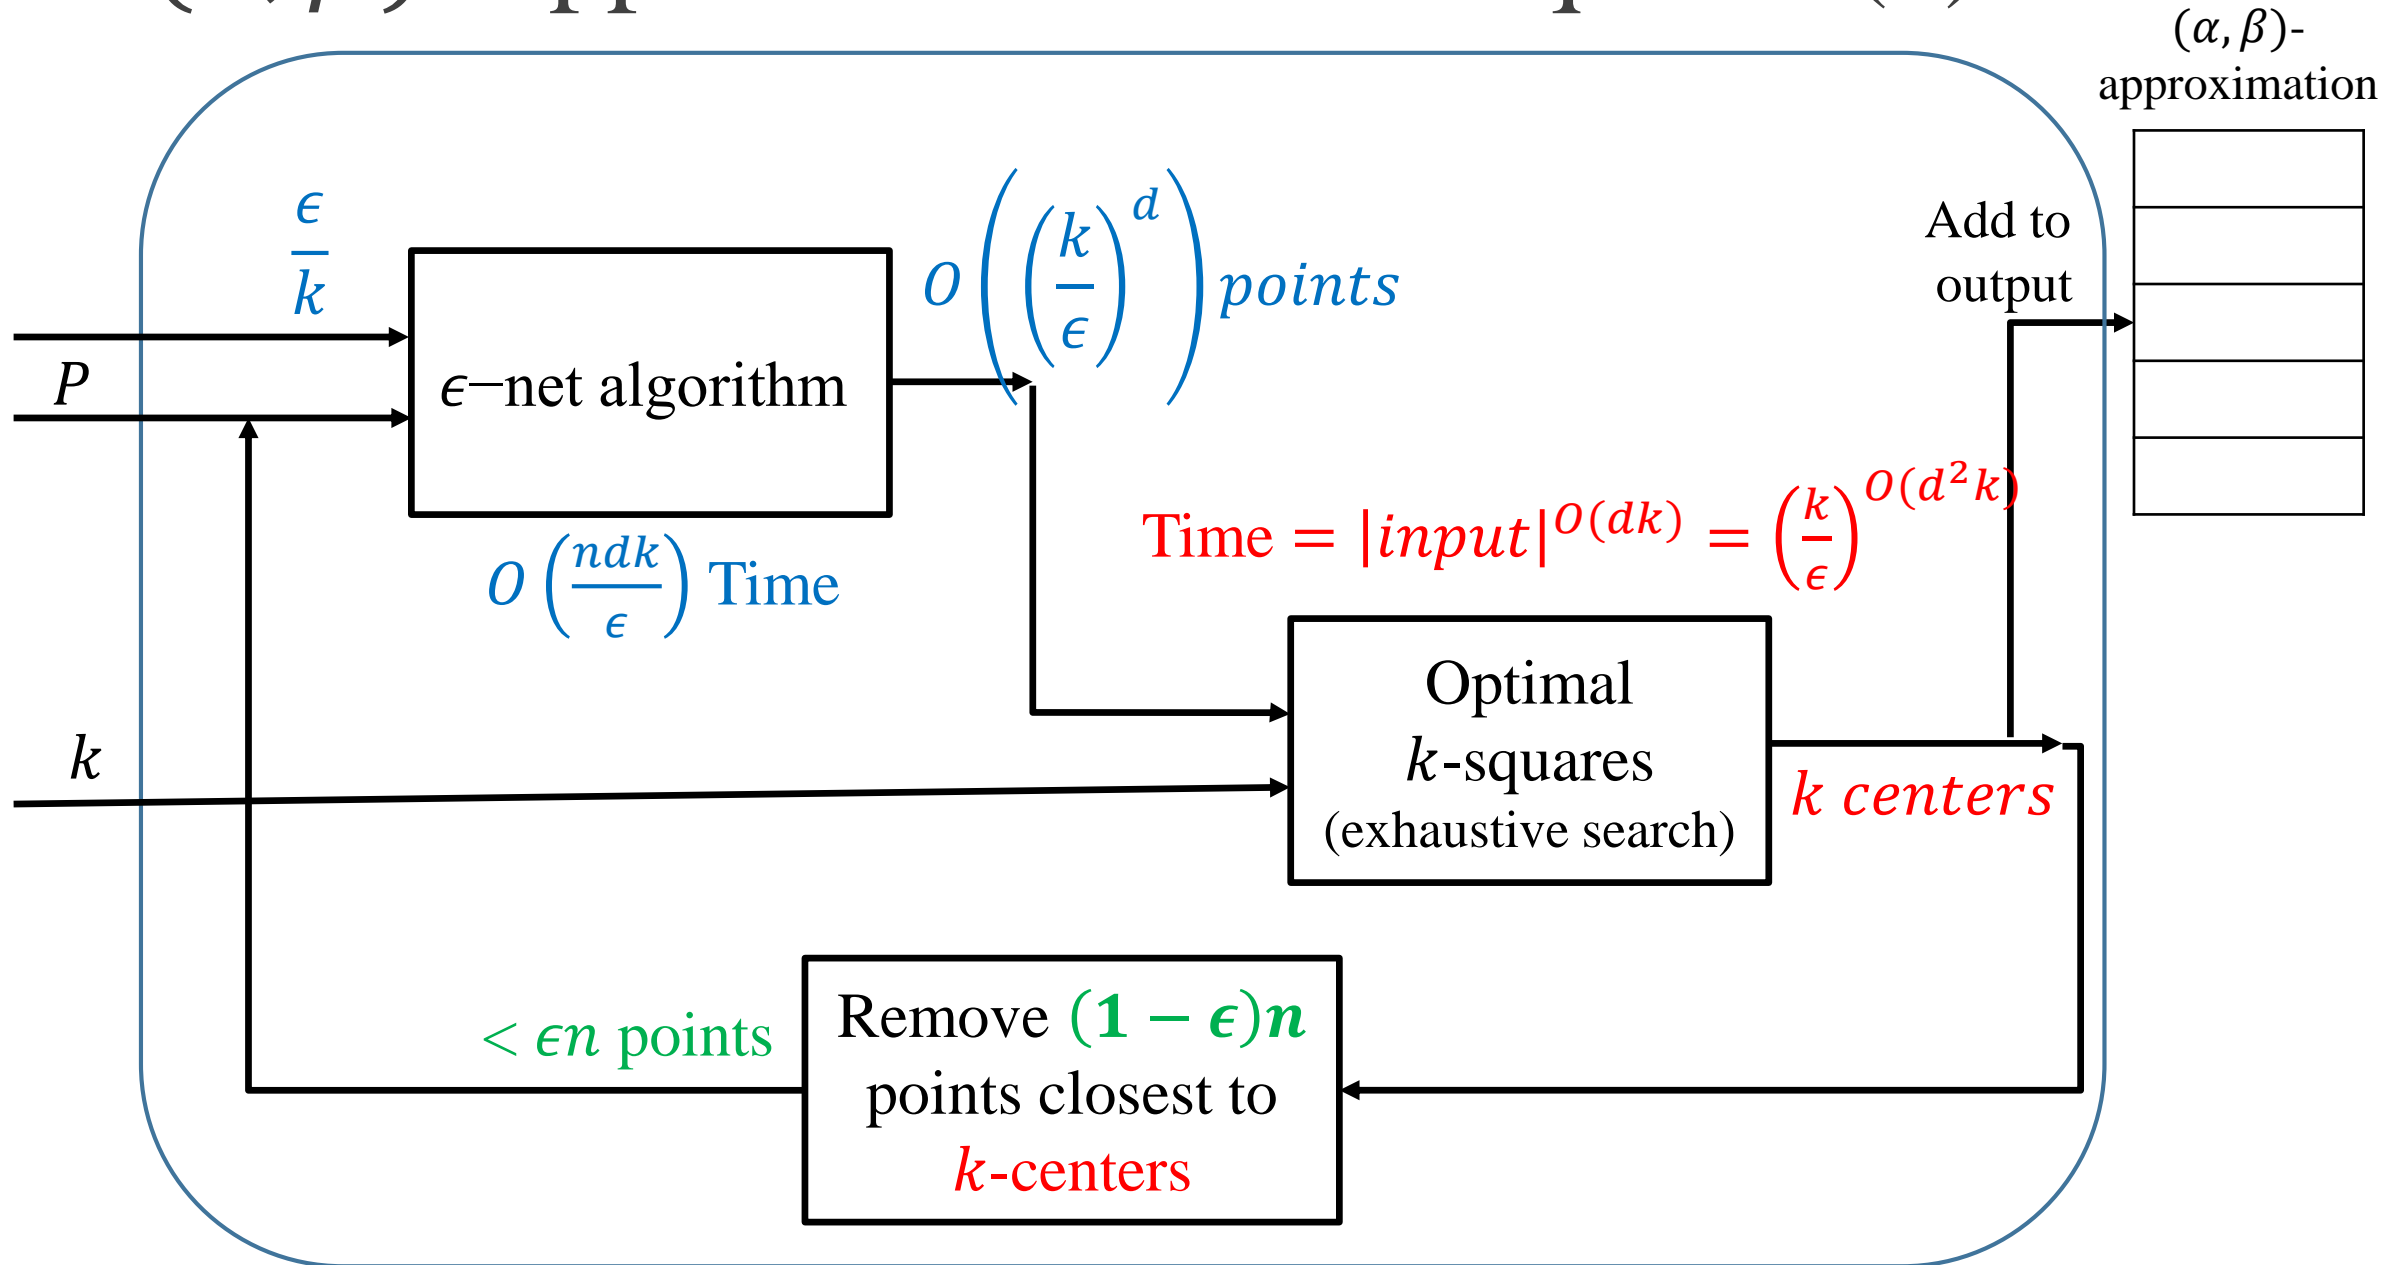 (α, β)-
approximation
ϵ/k
O((k/ϵ)^d) points
Add to
output
P
ϵ−net algorithm
O(ndk/ϵ) Time
Time = |input|^{O(dk)} = (k/ϵ)^{O(d²k)}
k
Optimal
k-squares
(exhaustive search)
k centers
Remove (1 − ϵ)n
points closest to
k-centers
< ϵn points